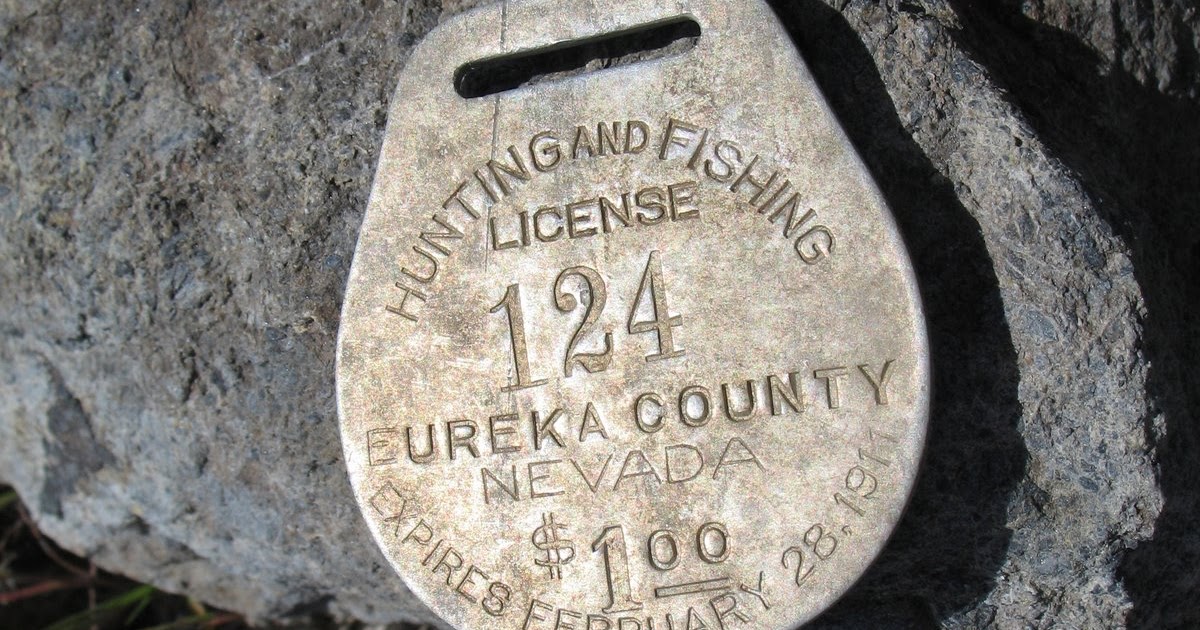 HUNTING AND FISHING
LICENSE
124
EUREKA COUNTY
NEVADA
$1.00
EXPIRES FEBRUARY 28, 1911